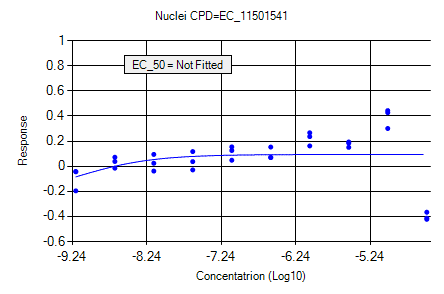 Nuclei CPD=EC_11501541
1
0.8
EC_50 = Not Fitted
0.6
0.4
0.2
0
-0.2
-0.4
-0.6
Response
-9.24 -8.24 -7.24 -6.24 -5.24
Concentatrion (Log10)